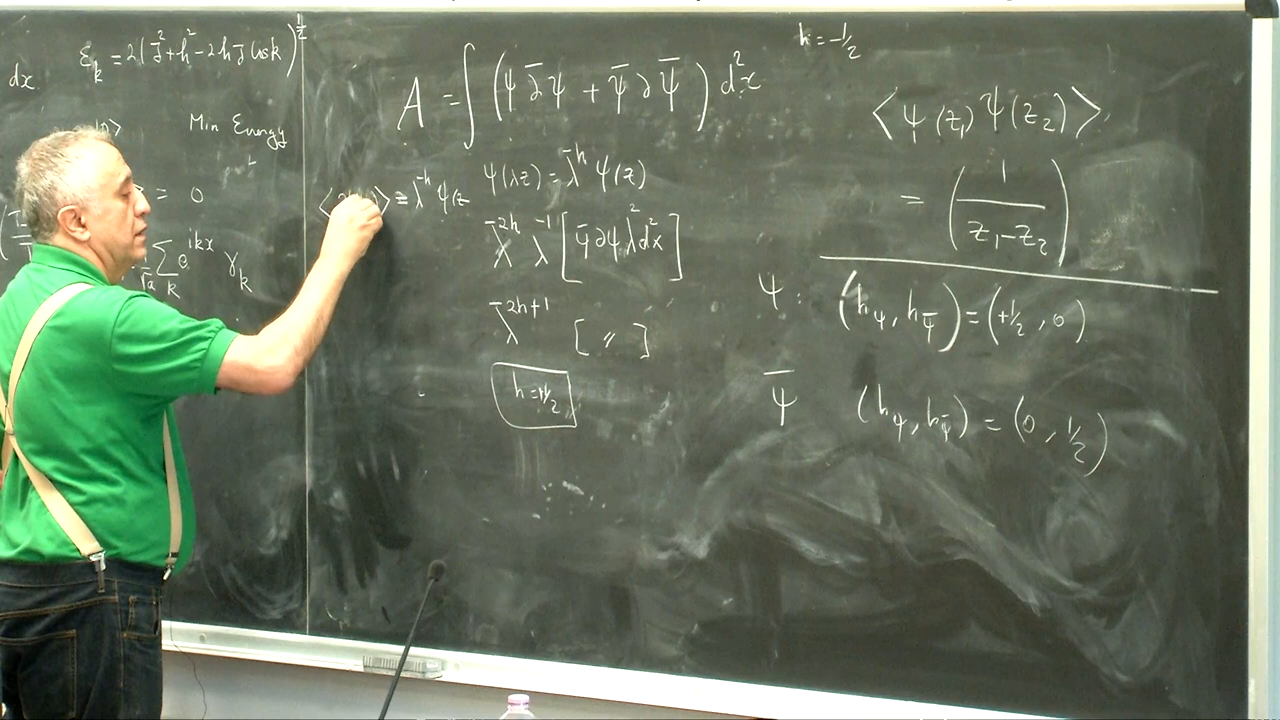 dx.
ε_k = 2(J² + h² - 2hJ cos k)^{1/2}
Min Energy
= 0
∑_k e^{ikx} γ_k
h = -1/2
A = ∫ (ψ ∂̄ ψ + ψ̄ ∂ ψ̄) d²x
ψ(λz) = λ^{-h} ψ(z)
≡ λ^{-h} ψ(z
λ^{-2h} λ^{-1} [ψ̄ ∂ψ λ² d²x]
λ^{-2h+1} [ 〃 ]
h = +1/2
⟨ψ(z₁) ψ(z₂)⟩
= (1/(z₁-z₂))
ψ : (h_ψ, h_ψ̄) = (+1/2, 0)
ψ̄ (h_ψ, h_ψ̄) = (0, 1/2)